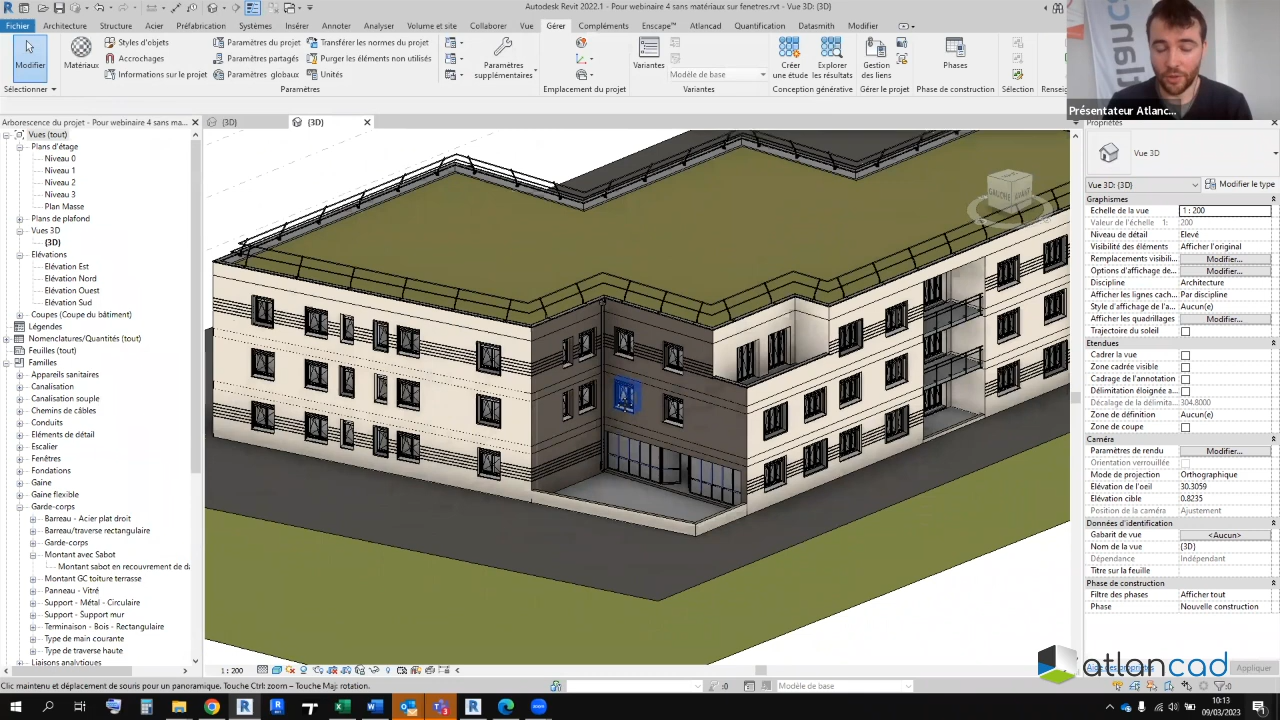 Autodesk Revit 2022.1 - Pour webinaire 4 sans matériaux sur fenetres.rvt - Vue 3D: {3D}
Fichier Architecture Structure Acier Préfabrication Systèmes Insérer Annoter Analyser Volume et site Collaborer Vue Gérer Compléments Enscape™ Atlancad Quantification Datasmith Modifier
Modifier
Sélectionner
Matériaux
Styles d'objets
Accrochages
Informations sur le projet
Paramètres du projet
Paramètres partagés
Paramètres globaux
Transférer les normes du projet
Purger les éléments non utilisés
Unités
Paramètres
supplémentaires
Paramètres
Emplacement du projet
Variantes
Modèle de base
Variantes
Créer
une étude
Explorer
les résultats
Conception générative
Gestion
des liens
Gérer le projet
Phases
Phase de construction
Sélection
Présentateur Atlanc...
Arborescence du projet - Pour webinaire 4 sans ma...
{3D}
{3D}
Vues (tout)
Plans d'étage
Niveau 0
Niveau 1
Niveau 2
Niveau 3
Plan Masse
Plans de plafond
Vues 3D
{3D}
Elévations
Elévation Est
Elévation Nord
Elévation Ouest
Elévation Sud
Coupes (Coupe du bâtiment)
Légendes
Nomenclatures/Quantités (tout)
Feuilles (tout)
Familles
Appareils sanitaires
Canalisation
Canalisation souple
Chemins de câbles
Conduits
Eléments de détail
Escalier
Fenêtres
Fondations
Gaine
Gaine flexible
Garde-corps
Barreau - Acier plat droit
Barreau/traverse rectangulaire
Garde-corps
Montant avec Sabot
Montant sabot en recouvrement de da
Montant GC toiture terrasse
Panneau - Vitré
Support - Métal - Circulaire
Support - Support mur
Terminaison - Bois - Rectangulaire
Type de main courante
Type de traverse haute
Liaisons analytiques
GAUCHE AVANT
Propriétés
Vue 3D
Vue 3D: {3D} Modifier le type
Graphismes
Echelle de la vue 1 : 200
Valeur de l'échelle 1: 200
Niveau de détail Elevé
Visibilité des éléments Afficher l'original
Remplacements visibili... Modifier...
Options d'affichage de... Modifier...
Discipline Architecture
Afficher les lignes cach... Par discipline
Style d'affichage de l'a... Aucun(e)
Afficher les quadrillages Modifier...
Trajectoire du soleil
Etendues
Cadrer la vue
Zone cadrée visible
Cadrage de l'annotation
Délimitation éloignée a...
Décalage de la délimita... 304.8000
Zone de définition Aucun(e)
Zone de coupe
Caméra
Paramètres de rendu Modifier...
Orientation verrouillée
Mode de projection Orthographique
Elévation de l'oeil 30.3059
Elévation cible 0.8235
Position de la caméra Ajustement
Données d'identification
Gabarit de vue <Aucun>
Nom de la vue {3D}
Dépendance Indépendant
Titre sur la feuille
Phase de construction
Filtre des phases Afficher tout
Phase Nouvelle construction
Aide des propriétés Appliquer
atlancad
1 : 200
Clic maintenu et déplacement de souris pour un panoramique. Touche Ctrl: zoom – Touche Maj: rotation.
:0 Modèle de base :0
zoom
10:13
09/03/2023